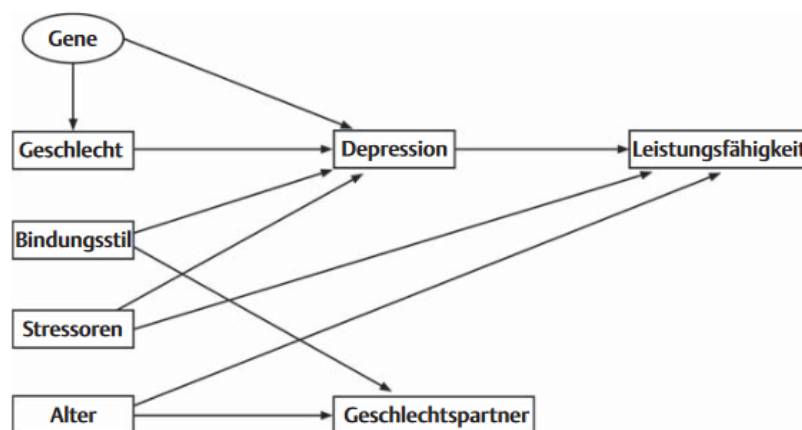 Gene
Geschlecht
Depression
Leistungsfähigkeit
Bindungsstil
Stressoren
Alter
Geschlechtspartner